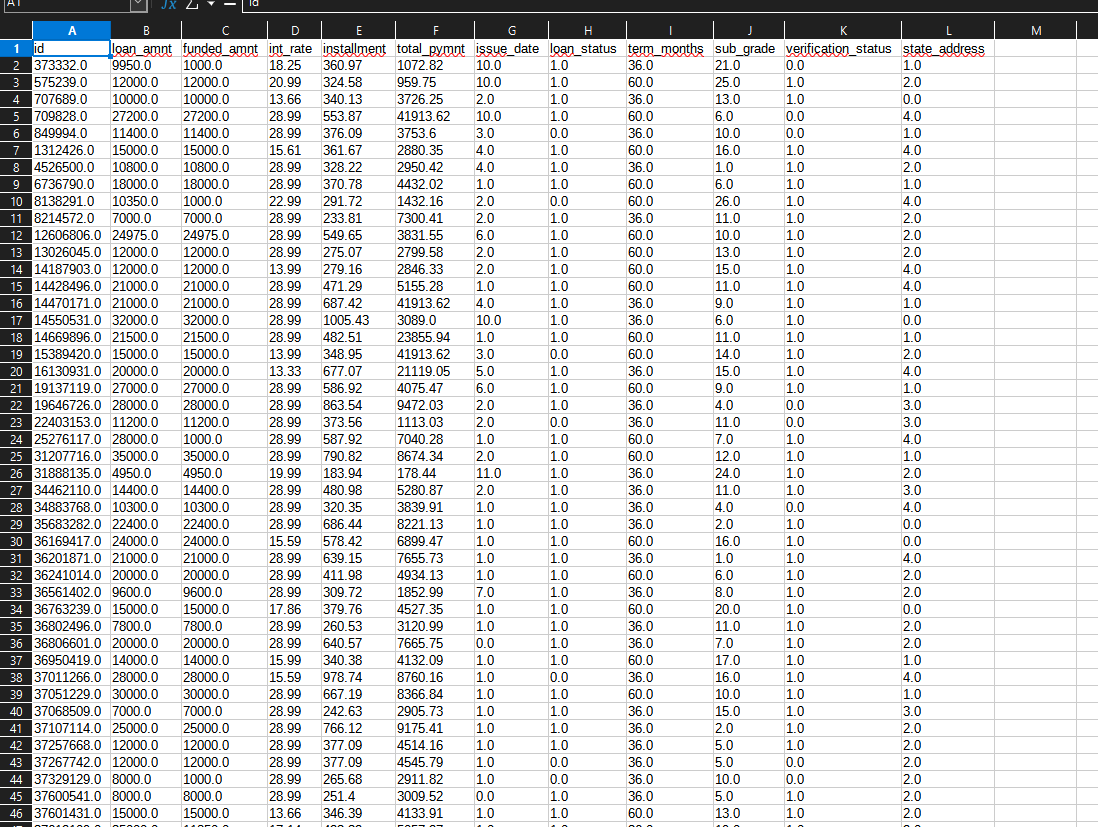 A1 fx Σ id
A B C D E F G H I J K L M
1 id loan_amnt funded_amnt int_rate installment total_pymnt issue_date loan_status term_months sub_grade verification_status state_address
2 373332.0 9950.0 1000.0 18.25 360.97 1072.82 10.0 1.0 36.0 21.0 0.0 1.0
3 575239.0 12000.0 12000.0 20.99 324.58 959.75 10.0 1.0 60.0 25.0 1.0 2.0
4 707689.0 10000.0 10000.0 13.66 340.13 3726.25 2.0 1.0 36.0 13.0 1.0 0.0
5 709828.0 27200.0 27200.0 28.99 553.87 41913.62 10.0 1.0 60.0 6.0 0.0 4.0
6 849994.0 11400.0 11400.0 28.99 376.09 3753.6 3.0 0.0 36.0 10.0 0.0 1.0
7 1312426.0 15000.0 15000.0 15.61 361.67 2880.35 4.0 1.0 60.0 16.0 1.0 4.0
8 4526500.0 10800.0 10800.0 28.99 328.22 2950.42 4.0 1.0 36.0 1.0 1.0 2.0
9 6736790.0 18000.0 18000.0 28.99 370.78 4432.02 1.0 1.0 60.0 6.0 1.0 1.0
10 8138291.0 10350.0 1000.0 22.99 291.72 1432.16 2.0 0.0 60.0 26.0 1.0 4.0
11 8214572.0 7000.0 7000.0 28.99 233.81 7300.41 2.0 1.0 36.0 11.0 1.0 2.0
12 12606806.0 24975.0 24975.0 28.99 549.65 3831.55 6.0 1.0 60.0 10.0 1.0 2.0
13 13026045.0 12000.0 12000.0 28.99 275.07 2799.58 2.0 1.0 60.0 13.0 1.0 2.0
14 14187903.0 12000.0 12000.0 13.99 279.16 2846.33 2.0 1.0 60.0 15.0 1.0 4.0
15 14428496.0 21000.0 21000.0 28.99 471.29 5155.28 1.0 1.0 60.0 11.0 1.0 4.0
16 14470171.0 21000.0 21000.0 28.99 687.42 41913.62 4.0 1.0 36.0 9.0 1.0 1.0
17 14550531.0 32000.0 32000.0 28.99 1005.43 3089.0 10.0 1.0 36.0 6.0 1.0 0.0
18 14669896.0 21500.0 21500.0 28.99 482.51 23855.94 1.0 1.0 60.0 11.0 1.0 1.0
19 15389420.0 15000.0 15000.0 13.99 348.95 41913.62 3.0 0.0 60.0 14.0 1.0 2.0
20 16130931.0 20000.0 20000.0 13.33 677.07 21119.05 5.0 1.0 36.0 15.0 1.0 4.0
21 19137119.0 27000.0 27000.0 28.99 586.92 4075.47 6.0 1.0 60.0 9.0 1.0 1.0
22 19646726.0 28000.0 28000.0 28.99 863.54 9472.03 2.0 1.0 36.0 4.0 0.0 3.0
23 22403153.0 11200.0 11200.0 28.99 373.56 1113.03 2.0 0.0 36.0 11.0 0.0 3.0
24 25276117.0 28000.0 1000.0 28.99 587.92 7040.28 1.0 1.0 60.0 7.0 1.0 4.0
25 31207716.0 35000.0 35000.0 28.99 790.82 8674.34 2.0 1.0 60.0 12.0 1.0 1.0
26 31888135.0 4950.0 4950.0 19.99 183.94 178.44 11.0 1.0 36.0 24.0 1.0 2.0
27 34462110.0 14400.0 14400.0 28.99 480.98 5280.87 2.0 1.0 36.0 11.0 1.0 3.0
28 34883768.0 10300.0 10300.0 28.99 320.35 3839.91 1.0 1.0 36.0 4.0 0.0 4.0
29 35683282.0 22400.0 22400.0 28.99 686.44 8221.13 1.0 1.0 36.0 2.0 1.0 0.0
30 36169417.0 24000.0 24000.0 15.59 578.42 6899.47 1.0 1.0 60.0 16.0 1.0 0.0
31 36201871.0 21000.0 21000.0 28.99 639.15 7655.73 1.0 1.0 36.0 1.0 1.0 4.0
32 36241014.0 20000.0 20000.0 28.99 411.98 4934.13 1.0 1.0 60.0 6.0 1.0 2.0
33 36561402.0 9600.0 9600.0 28.99 309.72 1852.99 7.0 1.0 36.0 8.0 1.0 2.0
34 36763239.0 15000.0 15000.0 17.86 379.76 4527.35 1.0 1.0 60.0 20.0 1.0 0.0
35 36802496.0 7800.0 7800.0 28.99 260.53 3120.99 1.0 1.0 36.0 11.0 1.0 2.0
36 36806601.0 20000.0 20000.0 28.99 640.57 7665.75 0.0 1.0 36.0 7.0 1.0 2.0
37 36950419.0 14000.0 14000.0 15.99 340.38 4132.09 1.0 1.0 60.0 17.0 1.0 1.0
38 37011266.0 28000.0 28000.0 15.59 978.74 8760.16 1.0 0.0 36.0 16.0 1.0 4.0
39 37051229.0 30000.0 30000.0 28.99 667.19 8366.84 1.0 1.0 60.0 10.0 1.0 1.0
40 37068509.0 7000.0 7000.0 28.99 242.63 2905.73 1.0 1.0 36.0 15.0 1.0 3.0
41 37107114.0 25000.0 25000.0 28.99 766.12 9175.41 1.0 1.0 36.0 2.0 1.0 2.0
42 37257668.0 12000.0 12000.0 28.99 377.09 4514.16 1.0 1.0 36.0 5.0 1.0 2.0
43 37267742.0 12000.0 12000.0 28.99 377.09 4545.79 1.0 0.0 36.0 5.0 0.0 2.0
44 37329129.0 8000.0 1000.0 28.99 265.68 2911.82 1.0 0.0 36.0 10.0 0.0 2.0
45 37600541.0 8000.0 8000.0 28.99 251.4 3009.52 0.0 1.0 36.0 5.0 1.0 2.0
46 37601431.0 15000.0 15000.0 13.66 346.39 4133.91 1.0 1.0 60.0 13.0 1.0 2.0